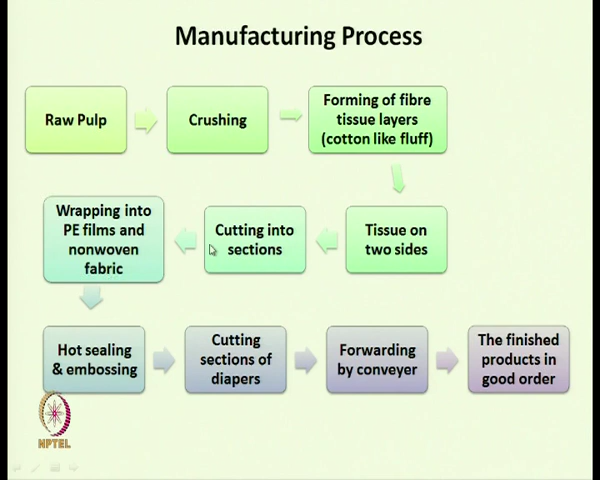 Manufacturing Process
Raw Pulp
Crushing
Forming of fibre
tissue layers
(cotton like fluff)
Tissue on
two sides
Cutting into
sections
Wrapping into
PE films and
nonwoven
fabric
Hot sealing
& embossing
Cutting
sections of
diapers
Forwarding
by conveyer
The finished
products in
good order
NPTEL